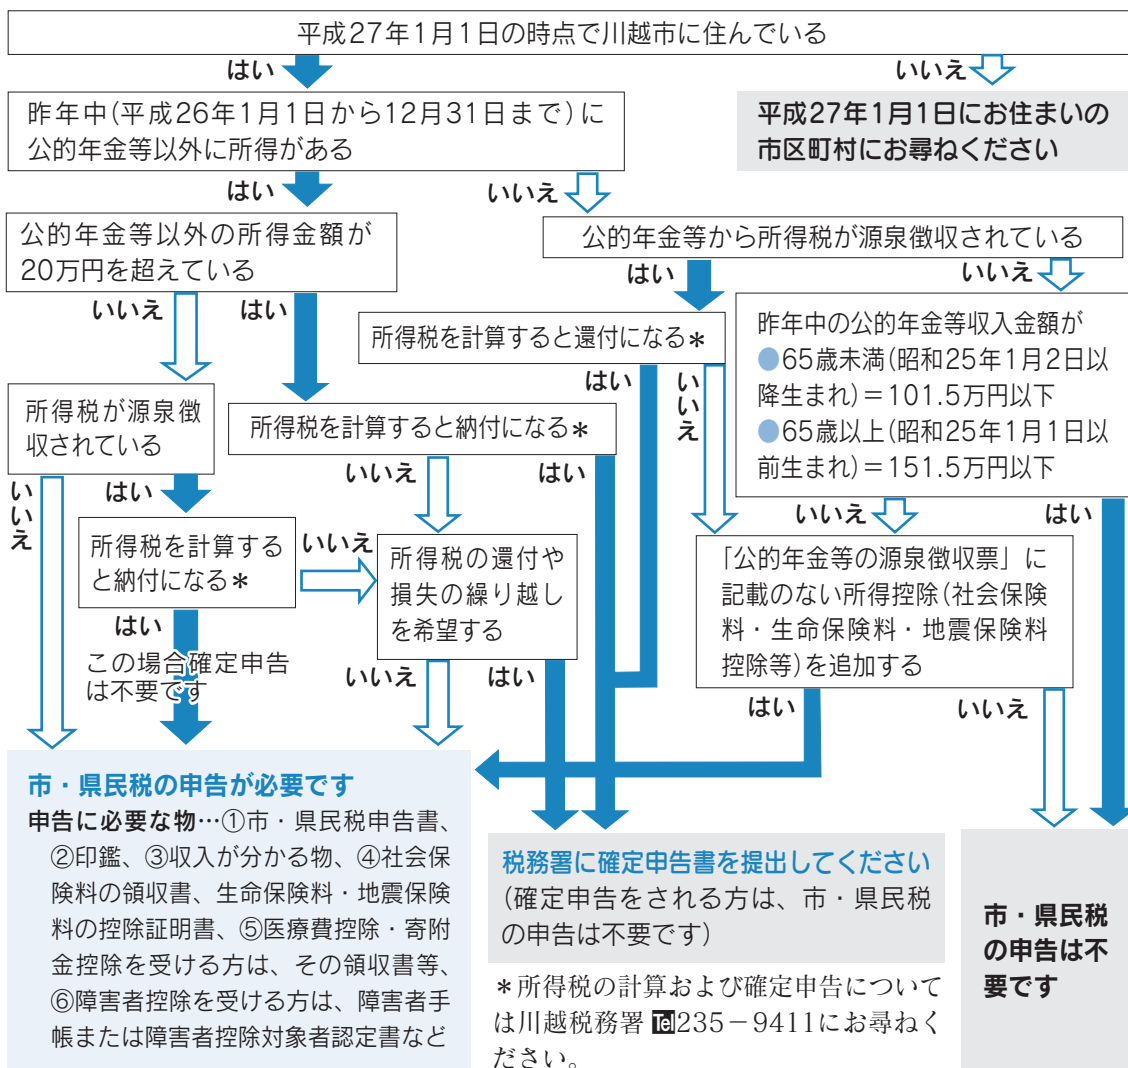 平成27年1月1日の時点で川越市に住んでいる
はい
いいえ
昨年中(平成26年1月1日から12月31日まで)に
公的年金等以外に所得がある
平成27年1月1日にお住まいの
市区町村にお尋ねください
はい
いいえ
公的年金等以外の所得金額が
20万円を超えている
公的年金等から所得税が源泉徴収されている
いいえ
はい
はい
いいえ
所得税を計算すると還付になる＊
昨年中の公的年金等収入金額が
●65歳未満(昭和25年1月2日以
降生まれ)＝101.5万円以下
●65歳以上(昭和25年1月1日以
前生まれ)＝151.5万円以下
はい
いいえ
所得税が源泉徴
収されている
所得税を計算すると納付になる＊
いいえ
はい
いいえ
はい
いいえ
はい
所得税を計算する
と納付になる＊
いいえ
所得税の還付や
損失の繰り越し
を希望する
「公的年金等の源泉徴収票」に
記載のない所得控除(社会保険
料・生命保険料・地震保険料
控除等)を追加する
はい
この場合確定申告
は不要です
いいえ
はい
はい
いいえ
市・県民税の申告が必要です
申告に必要な物…①市・県民税申告書、
②印鑑、③収入が分かる物、④社会保
険料の領収書、生命保険料・地震保険
料の控除証明書、⑤医療費控除・寄附
金控除を受ける方は、その領収書等、
⑥障害者控除を受ける方は、障害者手
帳または障害者控除対象者認定書など
税務署に確定申告書を提出してください
(確定申告をされる方は、市・県民税
の申告は不要です)
＊所得税の計算および確定申告について
は川越税務署 Tel235－9411にお尋ねく
ださい。
市・県民税
の申告は不
要です